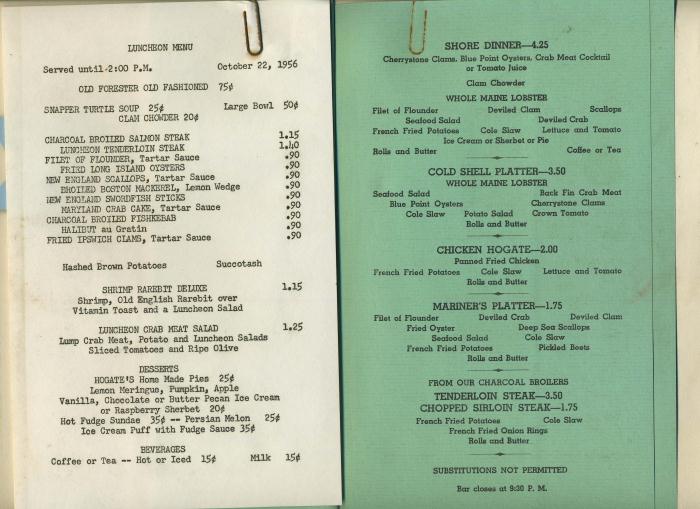 LUNCHEON MENU
Served until 2:00 P.M. October 22, 1956
OLD FORESTER OLD FASHIONED 75¢
SNAPPER TURTLE SOUP 25¢ Large Bowl 50¢
CLAM CHOWDER 20¢
CHARCOAL BROILED SALMON STEAK 1.15
LUNCHEON TENDERLOIN STEAK 1.40
FILET OF FLOUNDER, Tartar Sauce .90
FRIED LONG ISLAND OYSTERS .90
NEW ENGLAND SCALLOPS, Tartar Sauce .90
BROILED BOSTON MACKEREL, Lemon Wedge .90
NEW ENGLAND SWORDFISH STICKS .90
MARYLAND CRAB CAKE, Tartar Sauce .90
CHARCOAL BROILED FISHKEBAB .90
HALIBUT au Gratin .90
FRIED IPSWICH CLAMS, Tartar Sauce .90
Hashed Brown Potatoes Succotash
SHRIMP RAREBIT DELUXE 1.15
Shrimp, Old English Rarebit over
Vitamin Toast and a Luncheon Salad
LUNCHEON CRAB MEAT SALAD 1.25
Lump Crab Meat, Potato and Luncheon Salads
Sliced Tomatoes and Ripe Olive
DESSERTS
HOGATE'S Home Made Pies 25¢
Lemon Meringue, Pumpkin, Apple
Vanilla, Chocolate or Butter Pecan Ice Cream
or Raspberry Sherbet 20¢
Hot Fudge Sundae 35¢ -- Persian Melon 25¢
Ice Cream Puff with Fudge Sauce 35¢
BEVERAGES
Coffee or Tea -- Hot or Iced 15¢ Milk 15¢
SHORE DINNER—4.25
Cherrystone Clams, Blue Point Oysters, Crab Meat Cocktail
or Tomato Juice
Clam Chowder
WHOLE MAINE LOBSTER
Filet of Flounder Deviled Clam Scallops
Seafood Salad Deviled Crab
French Fried Potatoes Cole Slaw Lettuce and Tomato
Ice Cream or Sherbet or Pie
Rolls and Butter Coffee or Tea
COLD SHELL PLATTER—3.50
WHOLE MAINE LOBSTER
Seafood Salad Back Fin Crab Meat
Blue Point Oysters Cherrystone Clams
Cole Slaw Potato Salad Crown Tomato
Rolls and Butter
CHICKEN HOGATE—2.00
Panned Fried Chicken
French Fried Potatoes Cole Slaw Lettuce and Tomato
Rolls and Butter
MARINER'S PLATTER—1.75
Filet of Flounder Deviled Crab Deviled Clam
Fried Oyster Deep Sea Scallops
Seafood Salad Cole Slaw
French Fried Potatoes Pickled Beets
Rolls and Butter
FROM OUR CHARCOAL BROILERS
TENDERLOIN STEAK—3.50
CHOPPED SIRLOIN STEAK—1.75
French Fried Potatoes Cole Slaw
French Fried Onion Rings
Rolls and Butter
SUBSTITUTIONS NOT PERMITTED
Bar closes at 9:30 P. M.